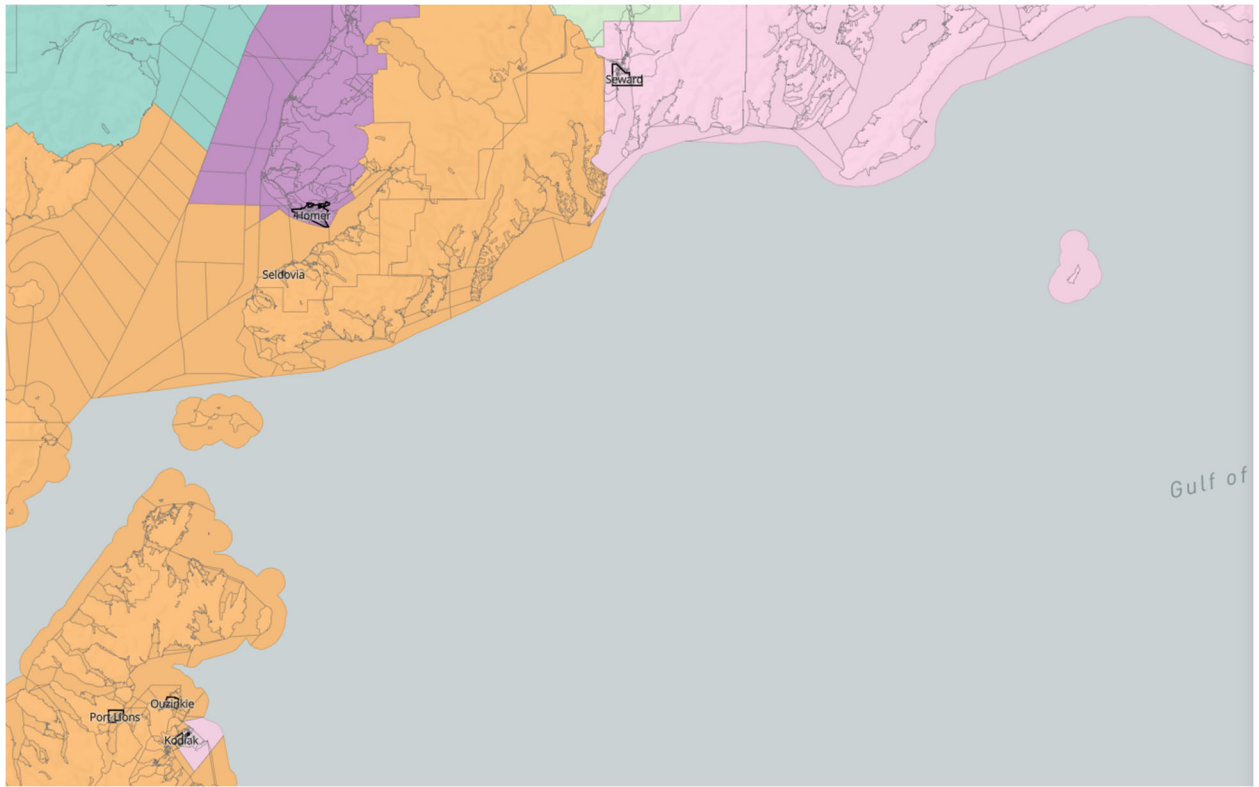 Seward
Homer
Seldovia
Gulf of
Ouzinkie
Port Lions
Kodiak